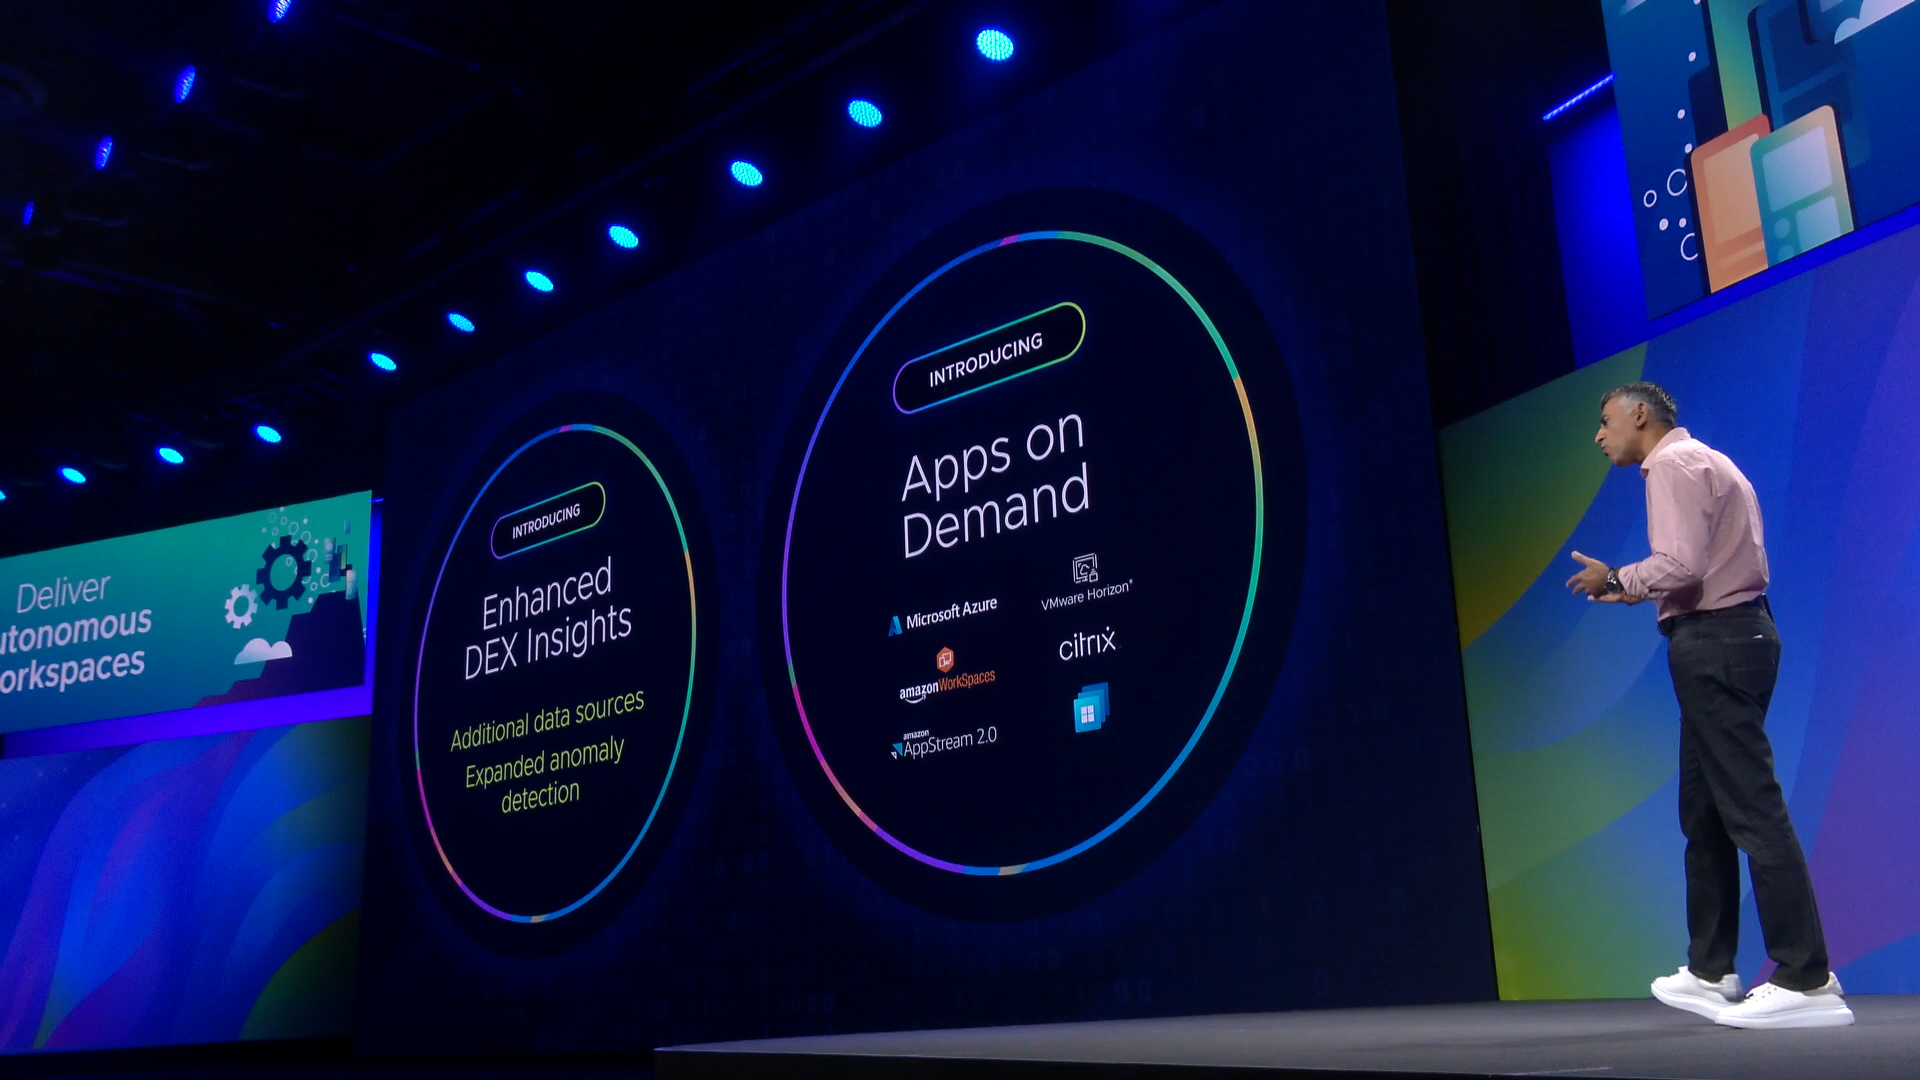 Deliver
utonomous
orkspaces
INTRODUCING
Enhanced
DEX Insights
Additional data sources
Expanded anomaly
detection
INTRODUCING
Apps on
Demand
Microsoft Azure
VMware Horizon®
amazon WorkSpaces
citrix
amazon
AppStream 2.0